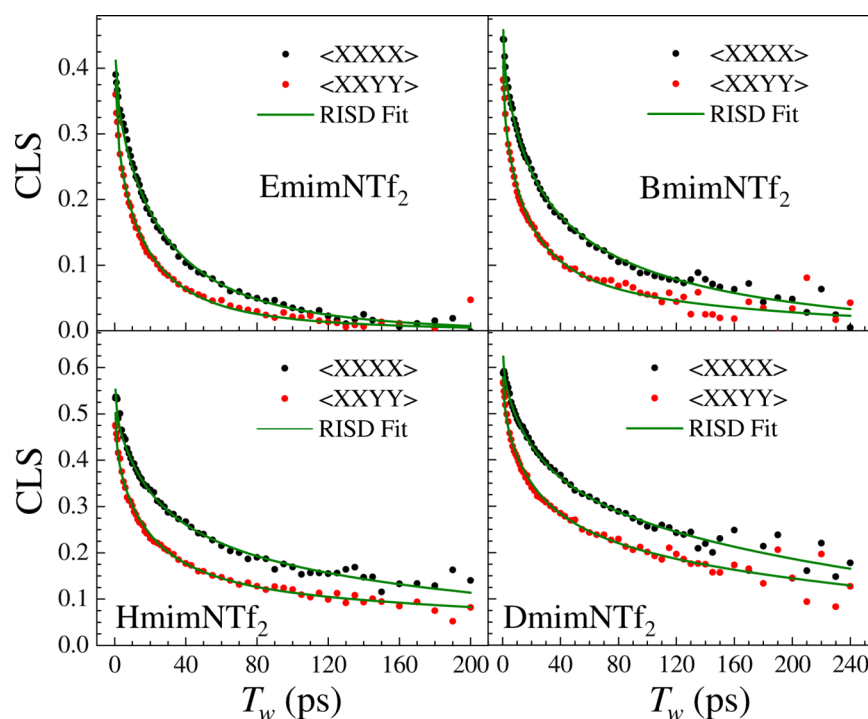 CLS
0.4
0.3
0.2
0.1
0.0
<XXXX>
<XXYY>
RISD Fit
EmimNTf₂
<XXXX>
<XXYY>
RISD Fit
BmimNTf₂
CLS
0.6
0.5
0.4
0.3
0.2
0.1
0.0
<XXXX>
<XXYY>
RISD Fit
HmimNTf₂
<XXXX>
<XXYY>
RISD Fit
DmimNTf₂
0 40 80 120 160 200
0 40 80 120 160 200 240
T_w (ps)
T_w (ps)